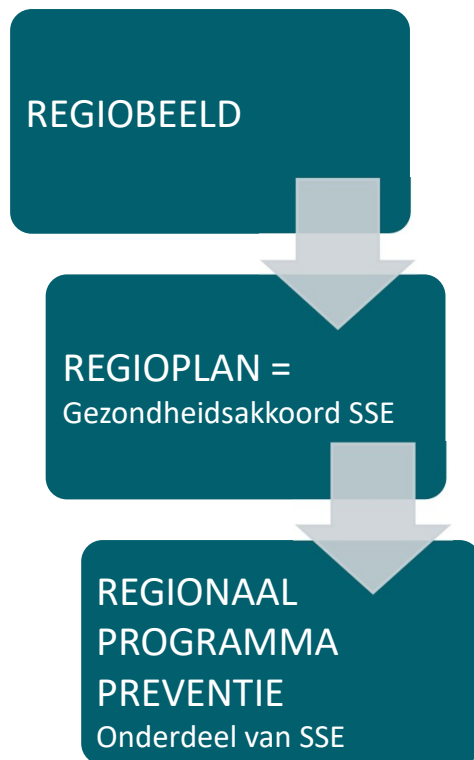 REGIOBEELD
REGIOPLAN =
Gezondheidsakkoord SSE
REGIONAAL
PROGRAMMA
PREVENTIE
Onderdeel van SSE